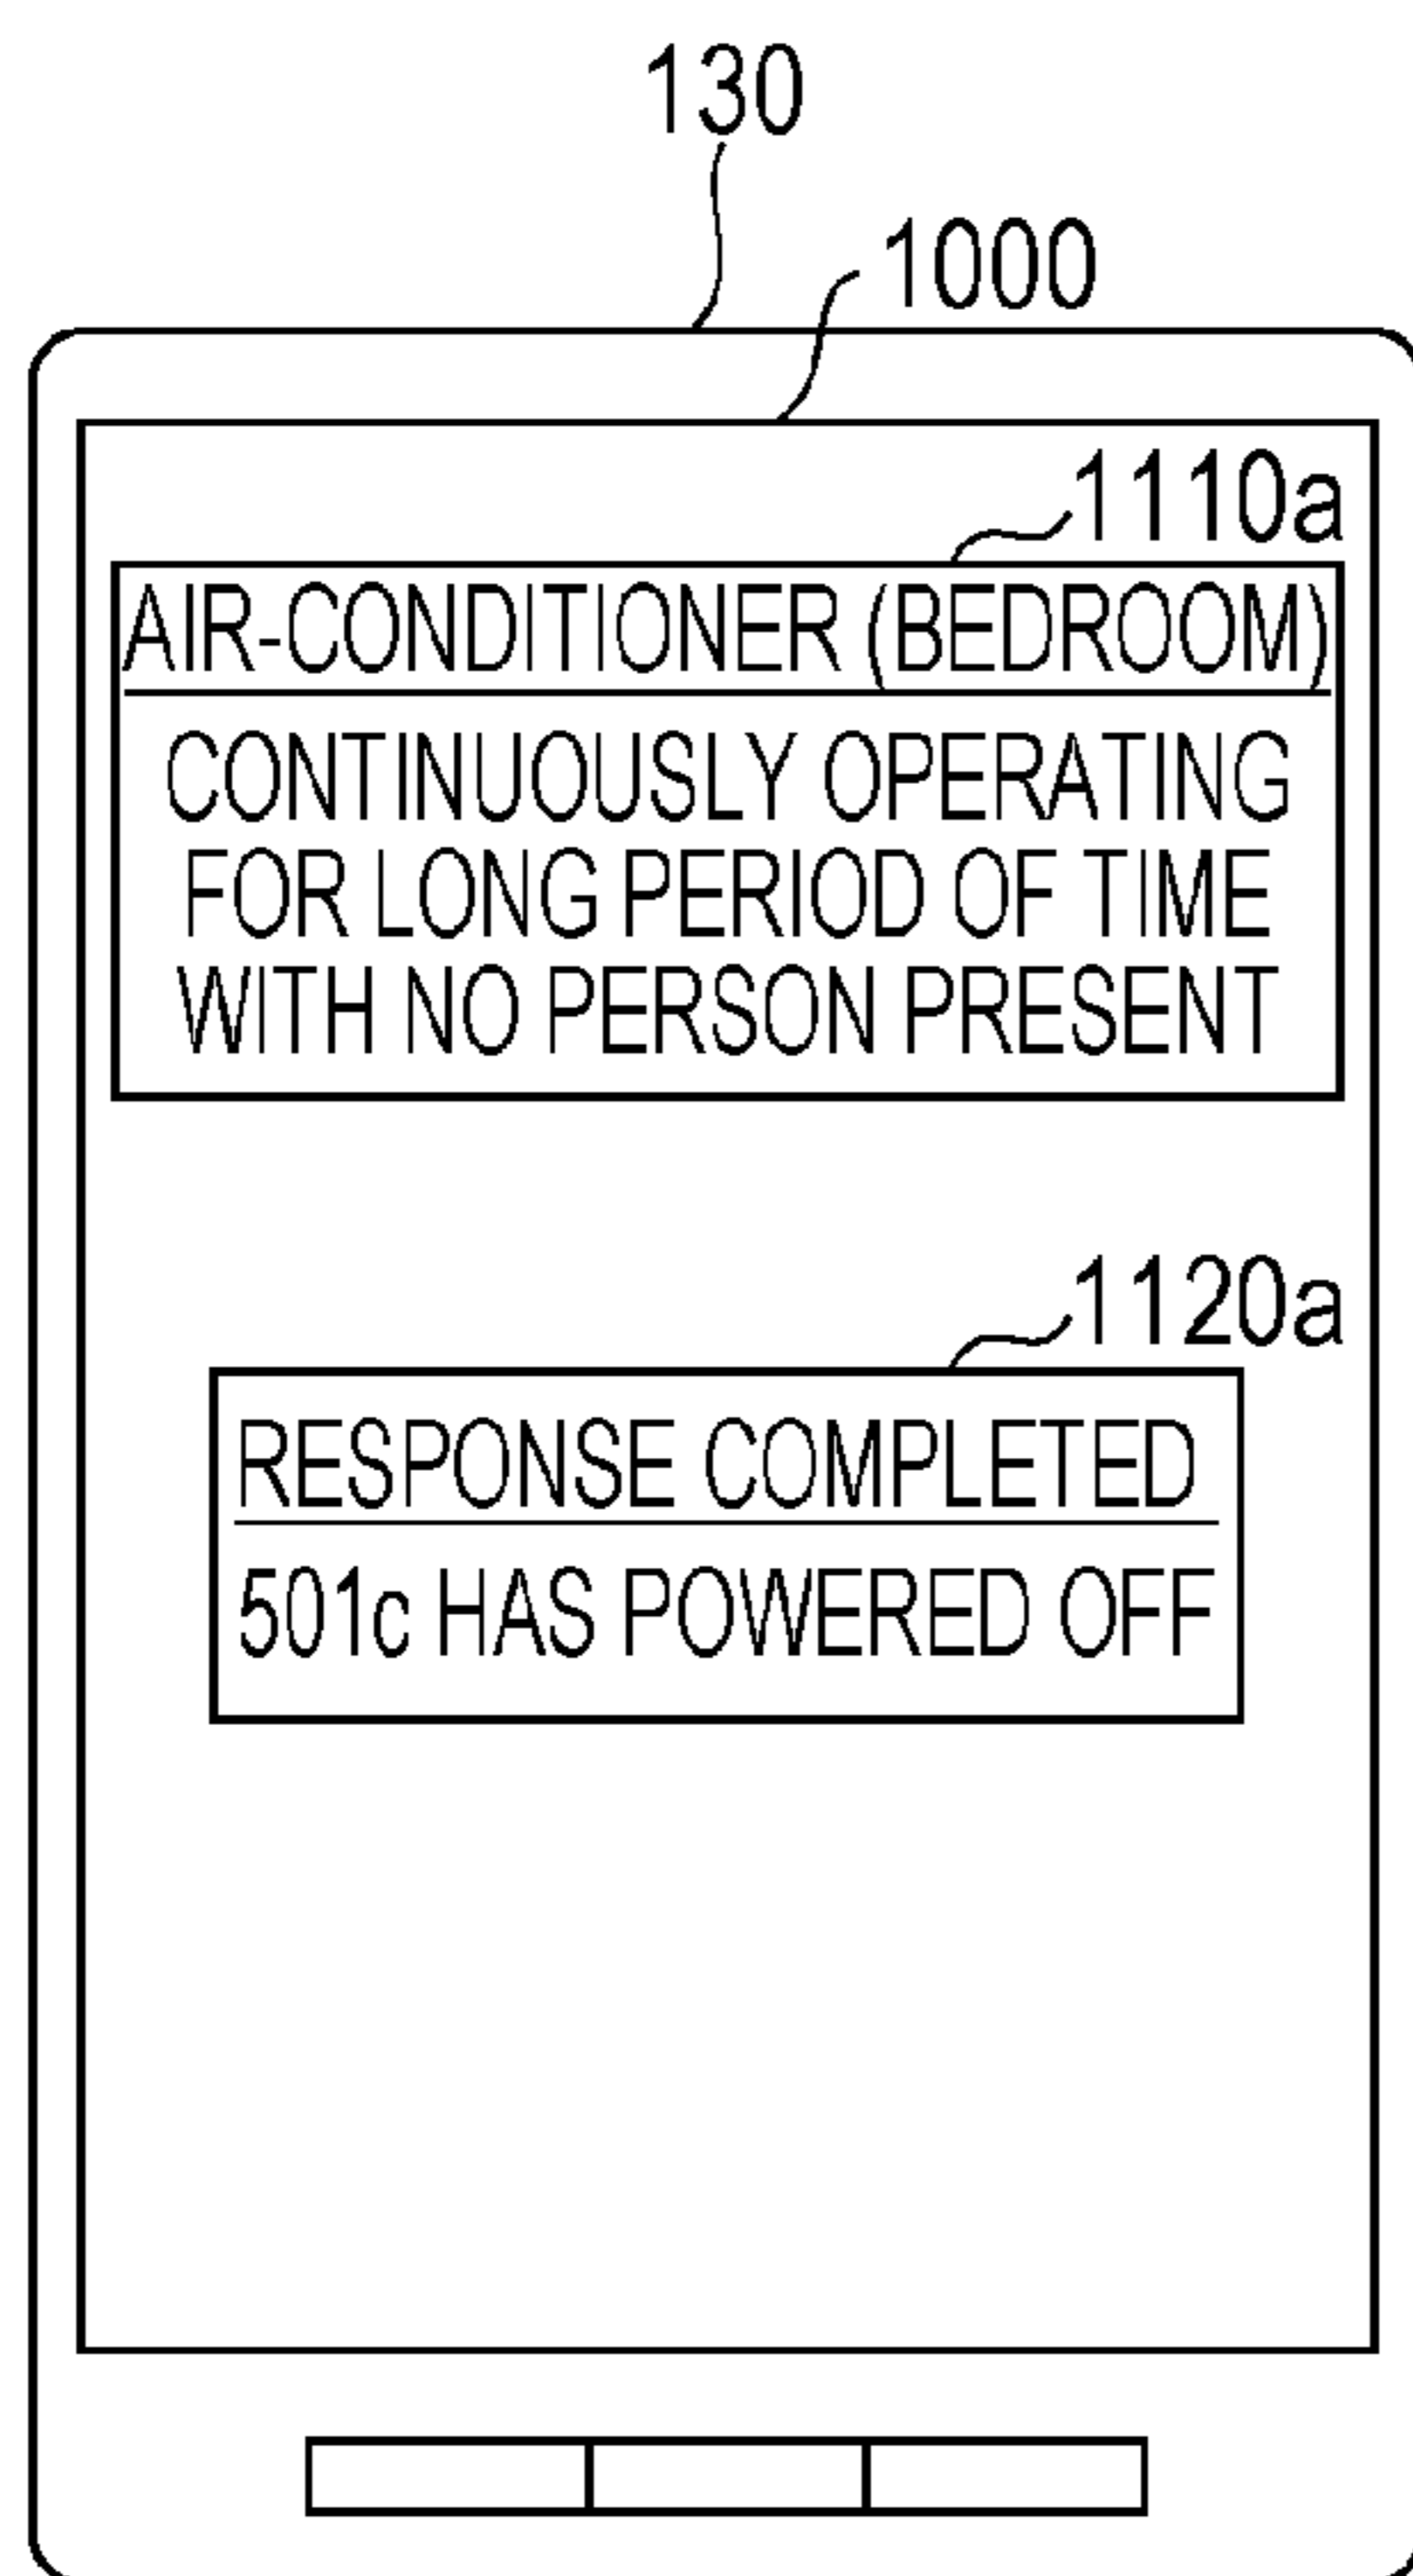 130
1000
1110a
AIR-CONDITIONER (BEDROOM)
CONTINUOUSLY OPERATING
FOR LONG PERIOD OF TIME
WITH NO PERSON PRESENT
1120a
RESPONSE COMPLETED
501c HAS POWERED OFF